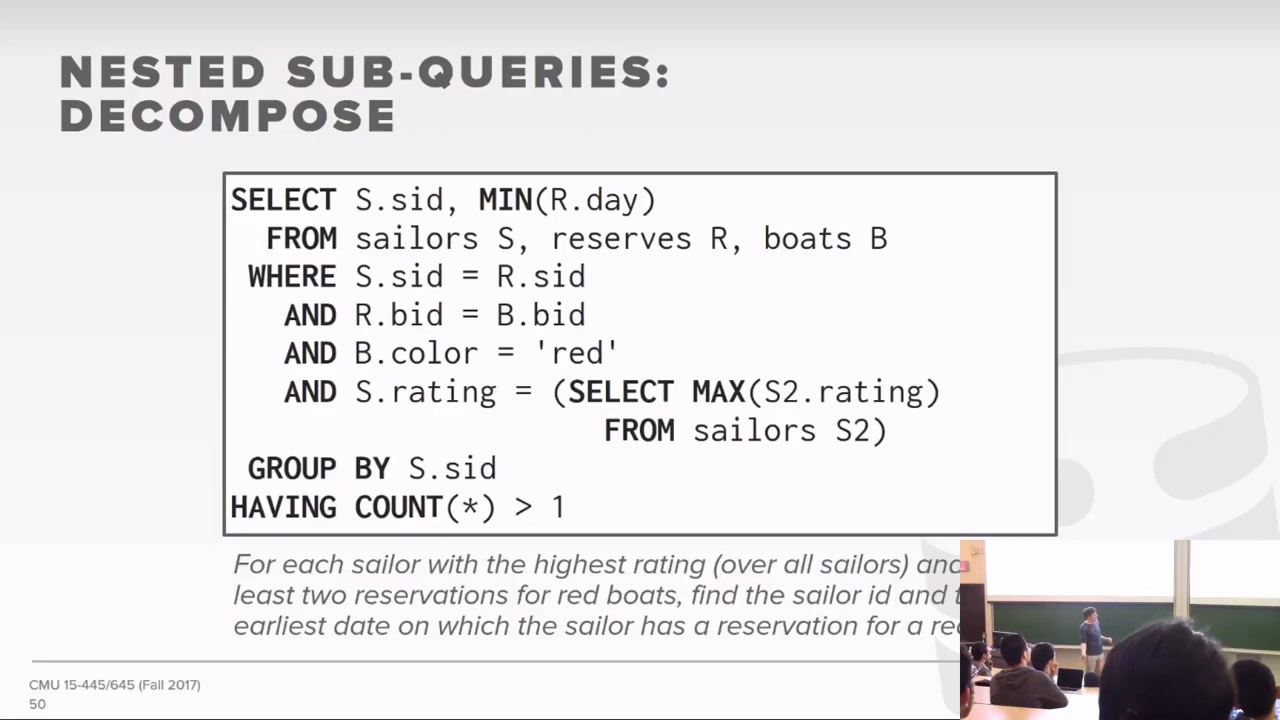 NESTED SUB-QUERIES:
DECOMPOSE
SELECT S.sid, MIN(R.day)
FROM sailors S, reserves R, boats B
WHERE S.sid = R.sid
AND R.bid = B.bid
AND B.color = 'red'
AND S.rating = (SELECT MAX(S2.rating)
FROM sailors S2)
GROUP BY S.sid
HAVING COUNT(*) > 1
For each sailor with the highest rating (over all sailors) and
least two reservations for red boats, find the sailor id and
earliest date on which the sailor has a reservation for a
CMU 15-445/645 (Fall 2017)
50